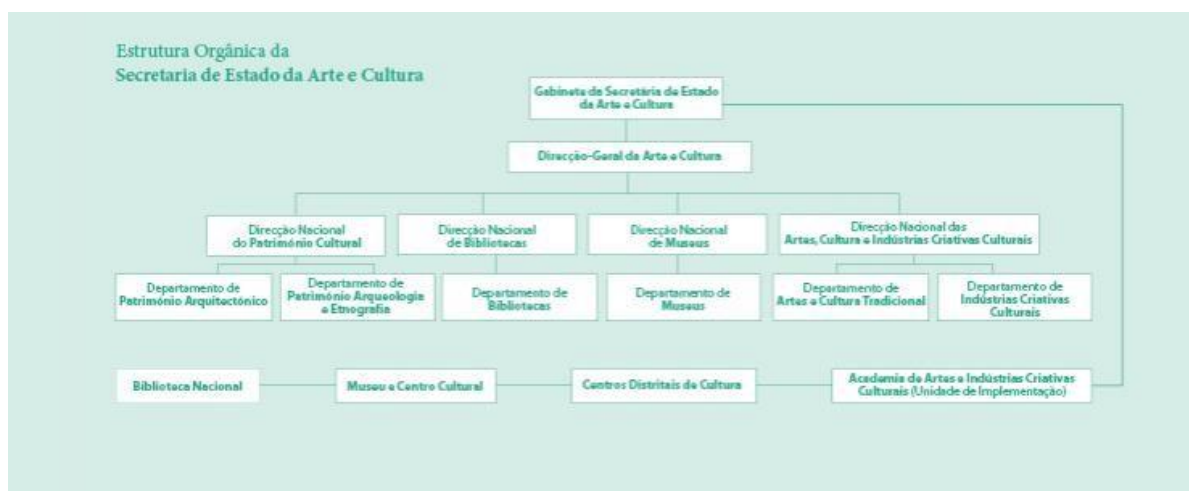 Estrutura Orgânica da
Secretaria de Estado da Arte e Cultura
Gabinete da Secretária de Estado
da Arte e Cultura
Direcção-Geral da Arte e Cultura
Direcção Nacional
do Património Cultural
Direcção Nacional
de Bibliotecas
Direcção Nacional
de Museus
Direcção Nacional das
Artes, Cultura e Indústrias Criativas Culturais
Departamento de
Património Arquitectónico
Departamento de
Património Arqueologia
e Etnografia
Departamento de
Bibliotecas
Departamento de
Museus
Departamento de
Artes e Cultura Tradicional
Departamento de
Indústrias Criativas
Culturais
Biblioteca Nacional
Museu e Centro Cultural
Centros Distritais de Cultura
Academia de Artes e Indústrias Criativas
Culturais (Unidade de Implementação)